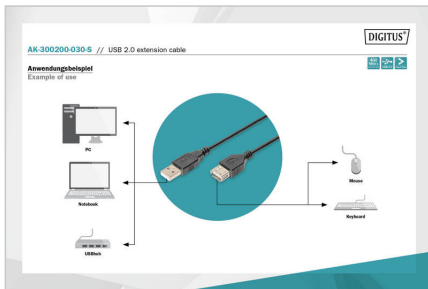 DIGITUS®
AK-300200-030-S // USB 2.0 extension cable
Anwendungsbeispiel
Example of use
PC
Notebook
USBhub
Mouse
Keyboard